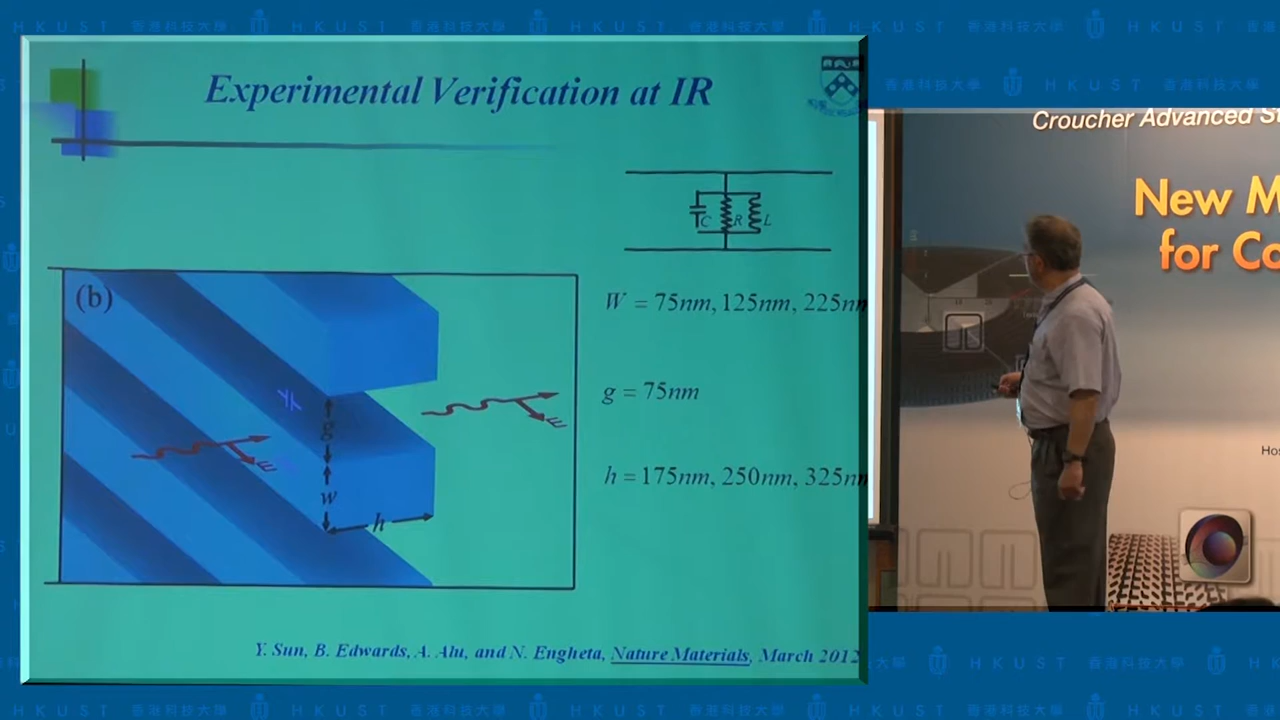 HKUST 香港科技大學
Experimental Verification at IR
C R L
(b)
W = 75nm, 125nm, 225nm
g = 75nm
h = 175nm, 250nm, 325nm
g
E
E
w
h
Y. Sun, B. Edwards, A. Alu, and N. Engheta, Nature Materials, March 2012
Croucher Advanced St
New M
for Co
Hos